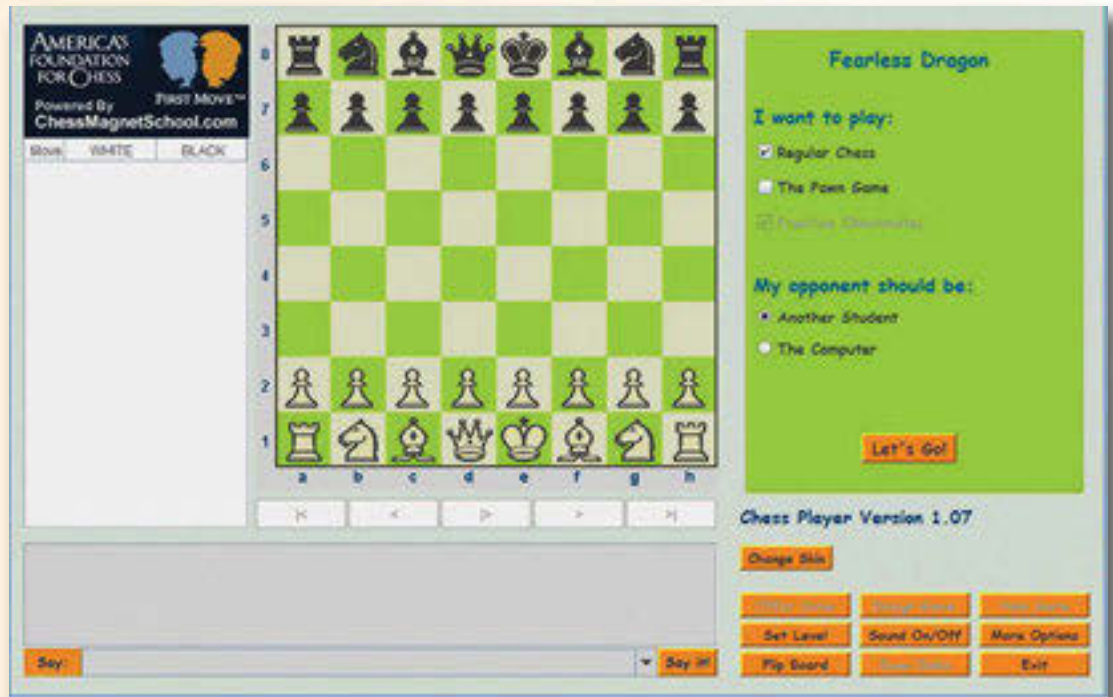 AMERICA'S
FOUNDATION
FOR CHESS
FIRST MOVE™
Powered By
ChessMagnetSchool.com
Move WHITE BLACK
8
7
6
5
4
3
2
1
a b c d e f g h
|< < |> > >|
Fearless Dragon
I want to play:
Regular Chess
The Pawn Game
My opponent should be:
Another Student
The Computer
Let's Go!
Chess Player Version 1.07
Change Skin
Set Level Sound On/Off More Options
Flip Board Exit
Say: Say it!